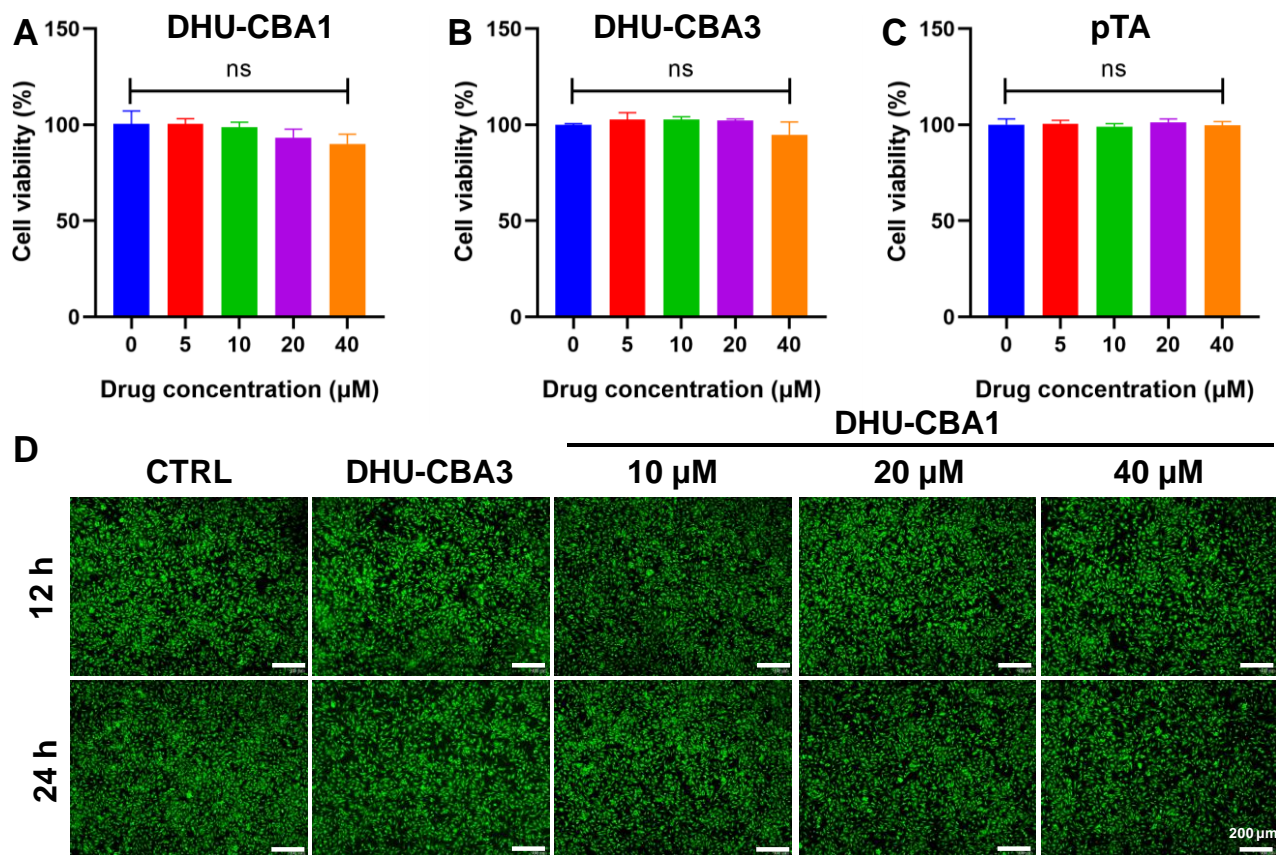 A
DHU-CBA1
ns
Cell viability (%)
150
100
50
0
0 5 10 20 40
Drug concentration (µM)
B
DHU-CBA3
ns
Cell viability (%)
150
100
50
0
0 5 10 20 40
Drug concentration (µM)
C
pTA
ns
Cell viability (%)
150
100
50
0
0 5 10 20 40
Drug concentration (µM)
D
DHU-CBA1
CTRL DHU-CBA3 10 µM 20 µM 40 µM
12 h
24 h
200 µm